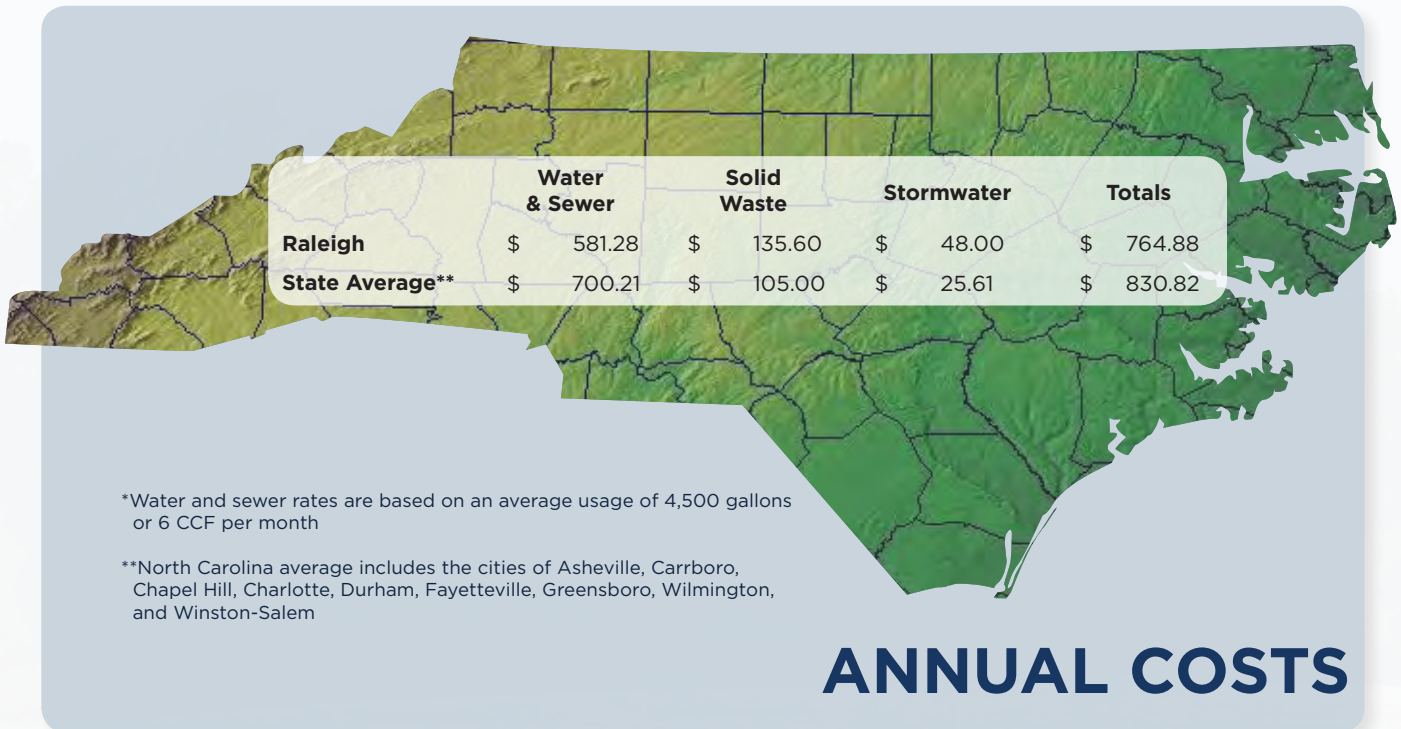 Water
& Sewer
Solid
Waste
Stormwater
Totals
Raleigh $ 581.28 $ 135.60 $ 48.00 $ 764.88
State Average** $ 700.21 $ 105.00 $ 25.61 $ 830.82
*Water and sewer rates are based on an average usage of 4,500 gallons
or 6 CCF per month
**North Carolina average includes the cities of Asheville, Carrboro,
Chapel Hill, Charlotte, Durham, Fayetteville, Greensboro, Wilmington,
and Winston-Salem
ANNUAL COSTS